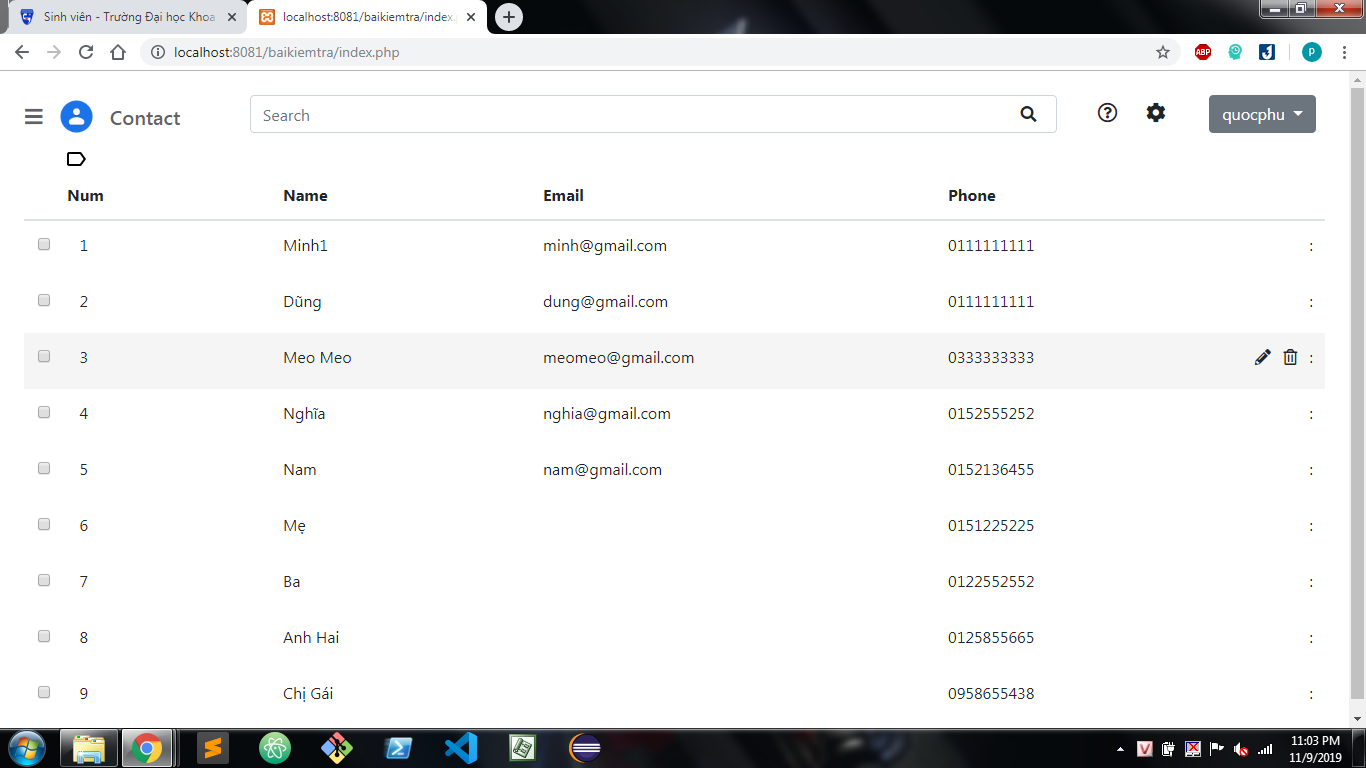 Sinh viên - Trường Đại học Khoa
localhost:8081/baikiemtra/index.p
localhost:8081/baikiemtra/index.php
ABP
p
Contact
Search
quocphu
Num Name Email Phone
1 Minh1 minh@gmail.com 0111111111 :
2 Dũng dung@gmail.com 0111111111 :
3 Meo Meo meomeo@gmail.com 0333333333 :
4 Nghĩa nghia@gmail.com 0152555252 :
5 Nam nam@gmail.com 0152136455 :
6 Mẹ 0151225225 :
7 Ba 0122552552 :
8 Anh Hai 0125855665 :
9 Chị Gái 0958655438 :
V
11:03 PM
11/9/2019